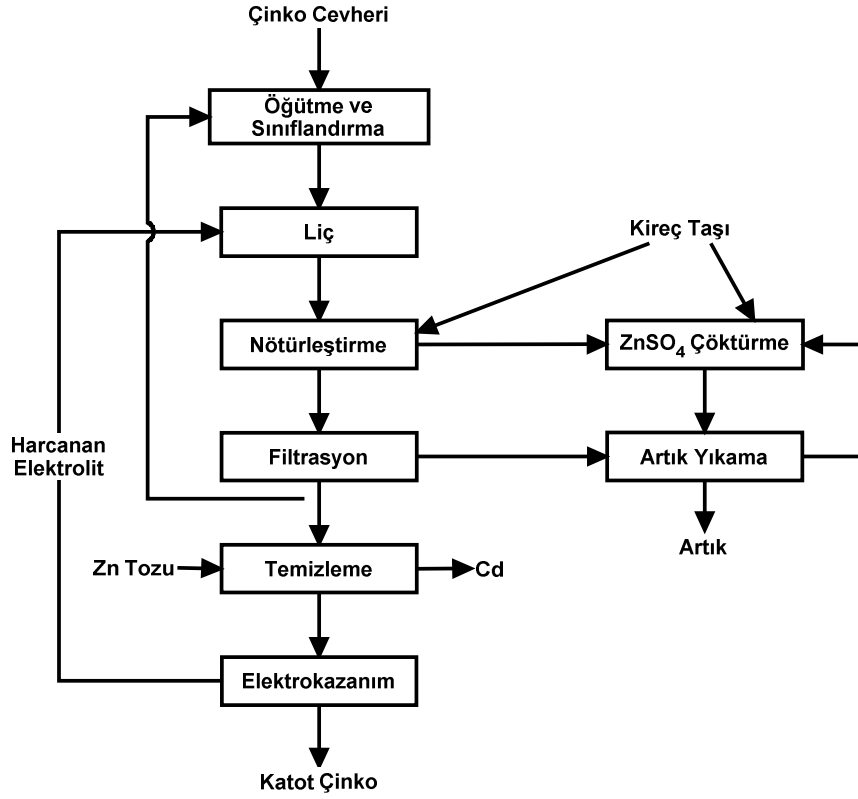 Çinko Cevheri
Öğütme ve
Sınıflandırma
Liç
Kireç Taşı
Nötürleştirme
ZnSO4 Çöktürme
Harcanan
Elektrolit
Filtrasyon
Artık Yıkama
Artık
Zn Tozu
Temizleme
Cd
Elektrokazanım
Katot Çinko